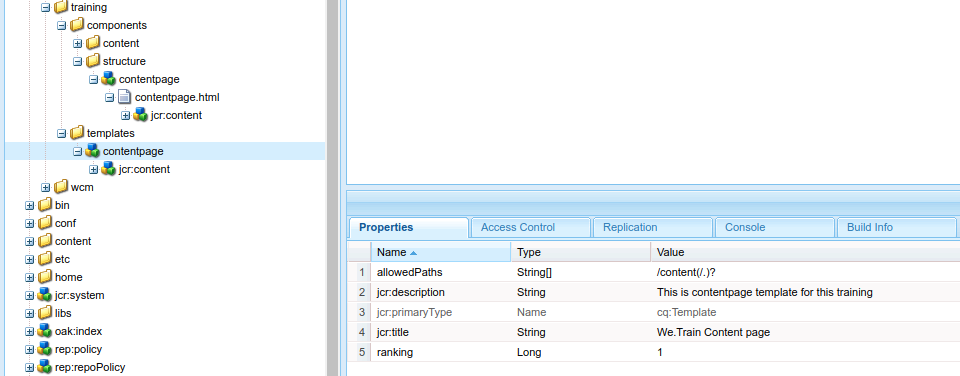 training
components
content
structure
contentpage
contentpage.html
jcr:content
templates
contentpage
jcr:content
wcm
bin
conf
content
etc
home
jcr:system
libs
oak:index
rep:policy
rep:repoPolicy
Properties Access Control Replication Console Build Info
Name Type Value
1 allowedPaths String[] /content(/.)?
2 jcr:description String This is contentpage template for this training
3 jcr:primaryType Name cq:Template
4 jcr:title String We.Train Content page
5 ranking Long 1